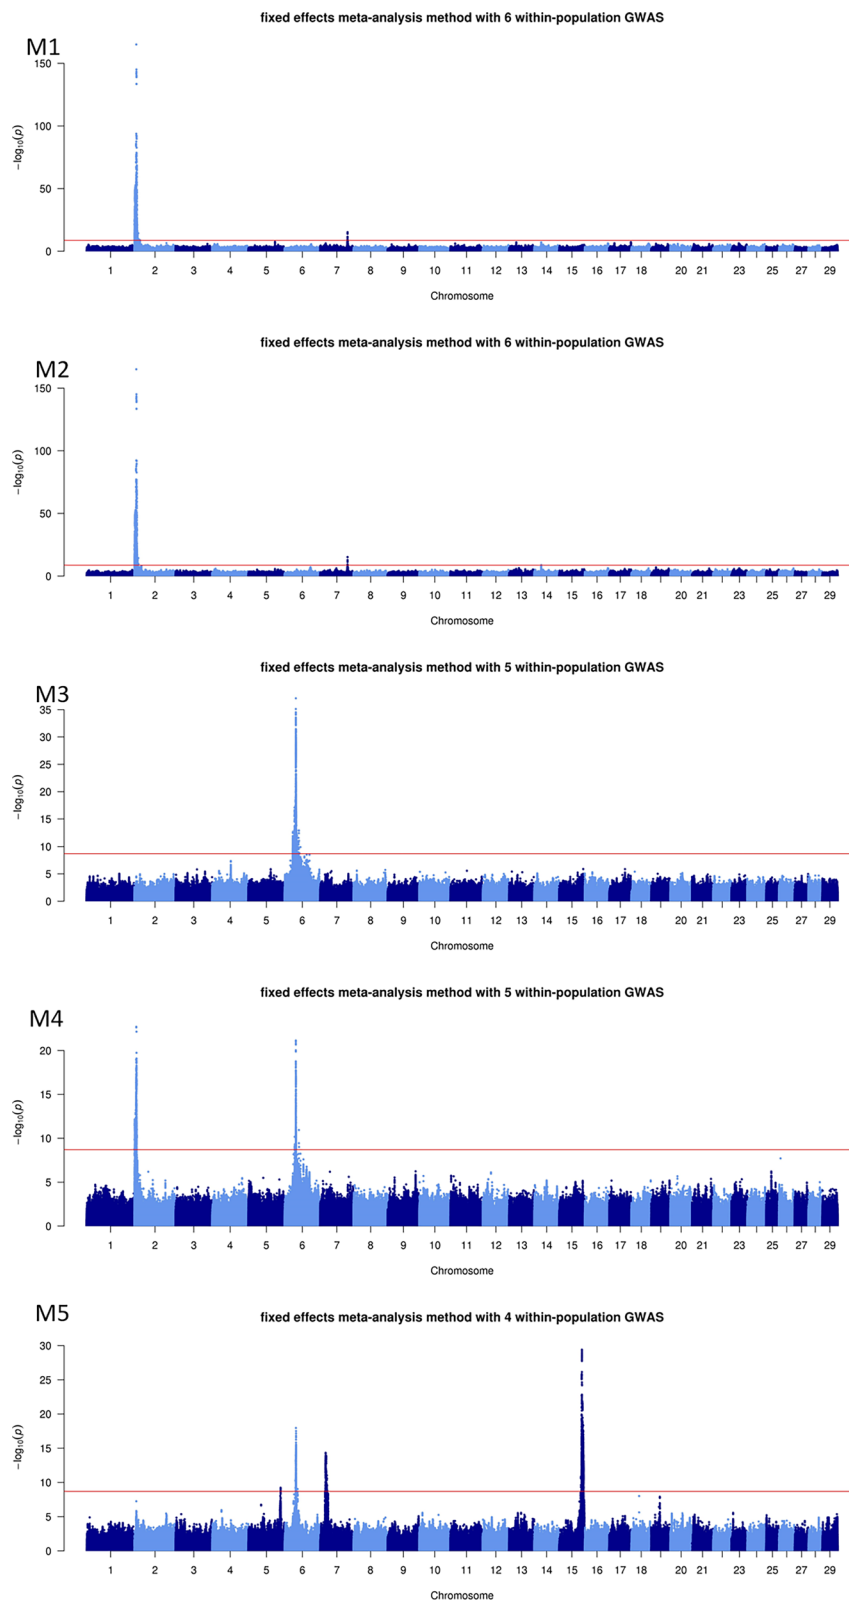 fixed effects meta-analysis method with 6 within-population GWAS
M1
150
100
50
0
−log10(p)
1 2 3 4 5 6 7 8 9 10 11 12 13 14 15 16 17 18 20 21 23 25 27 29
Chromosome
fixed effects meta-analysis method with 6 within-population GWAS
M2
150
100
50
0
−log10(p)
1 2 3 4 5 6 7 8 9 10 11 12 13 14 15 16 17 18 20 21 23 25 27 29
Chromosome
fixed effects meta-analysis method with 5 within-population GWAS
M3
35
30
25
20
15
10
5
0
−log10(p)
1 2 3 4 5 6 7 8 9 10 11 12 13 14 15 16 17 18 20 21 23 25 27 29
Chromosome
fixed effects meta-analysis method with 5 within-population GWAS
M4
20
15
10
5
0
−log10(p)
1 2 3 4 5 6 7 8 9 10 11 12 13 14 15 16 17 18 20 21 23 25 27 29
Chromosome
M5
fixed effects meta-analysis method with 4 within-population GWAS
30
25
20
15
10
5
0
−log10(p)
1 2 3 4 5 6 7 8 9 10 11 12 13 14 15 16 17 18 20 21 23 25 27 29
Chromosome